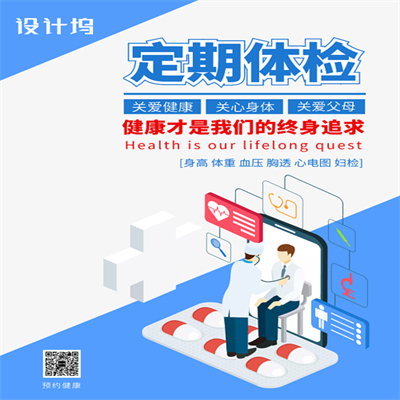 设计坞
定期体检
关爱健康 关心身体 关爱父母
健康才是我们的终身追求
Health is our lifelong quest
[身高 体重 血压 胸透 心电图 妇检]
预约健康